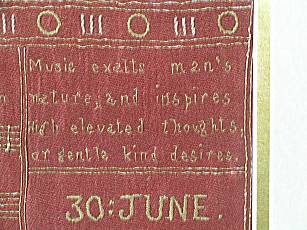 Music exalts man's
nature, and inspires
high elevated thoughts,
or gentle kind desires.
30:JUNE.